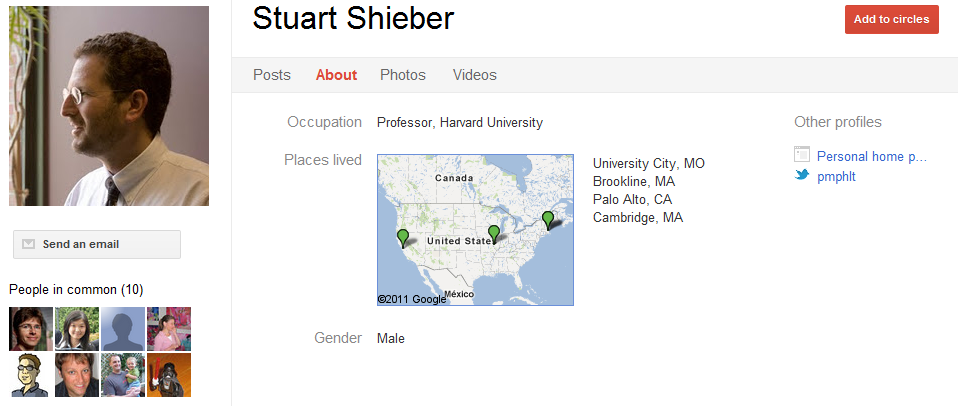 Stuart Shieber
Add to circles
Posts About Photos Videos
Occupation Professor, Harvard University
Other profiles
Personal home p...
pmphlt
Places lived
Canada
United States
México
©2011 Google
University City, MO
Brookline, MA
Palo Alto, CA
Cambridge, MA
Send an email
People in common (10)
Gender Male